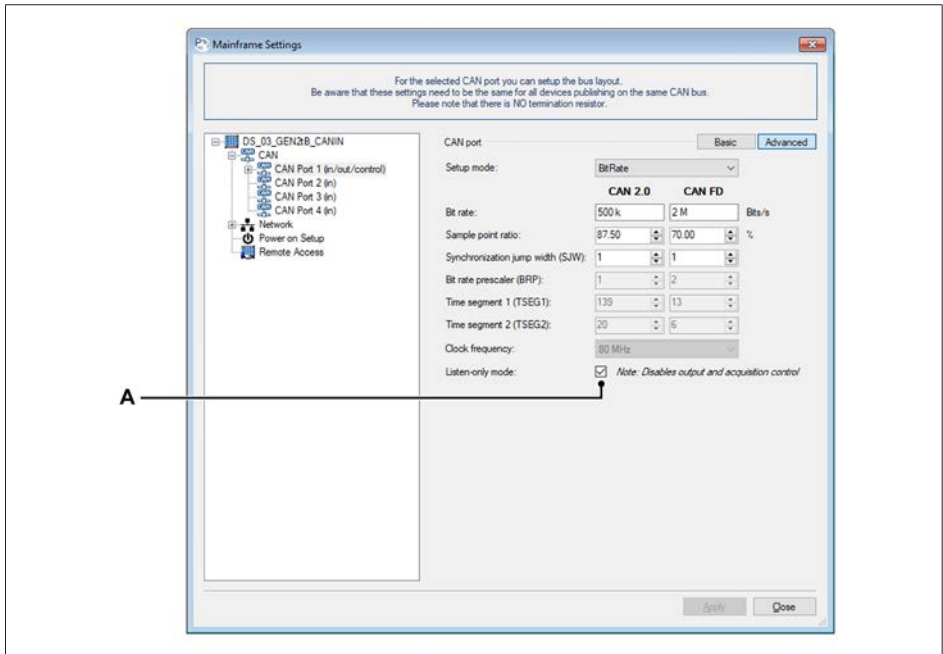 Mainframe Settings
For the selected CAN port you can setup the bus layout.
Be aware that these settings need to be the same for all devices publishing on the same CAN bus.
Please note that there is NO termination resistor.
DS_03_GEN2tB_CANIN
CAN
CAN Port 1 (in/out/control)
CAN Port 2 (in)
CAN Port 3 (in)
CAN Port 4 (in)
Network
Power on Setup
Remote Access
CAN port Basic Advanced
Setup mode: BitRate
CAN 2.0 CAN FD
Bit rate: 500 k 2 M Bits/s
Sample point ratio: 87.50 70.00 %
Synchronization jump width (SJW): 1 1
Bit rate prescaler (BRP): 1 2
Time segment 1 (TSEG1): 139 13
Time segment 2 (TSEG2): 20 6
Clock frequency: 80 MHz
Listen-only mode: Note: Disables output and acquisition control
A
Apply Close